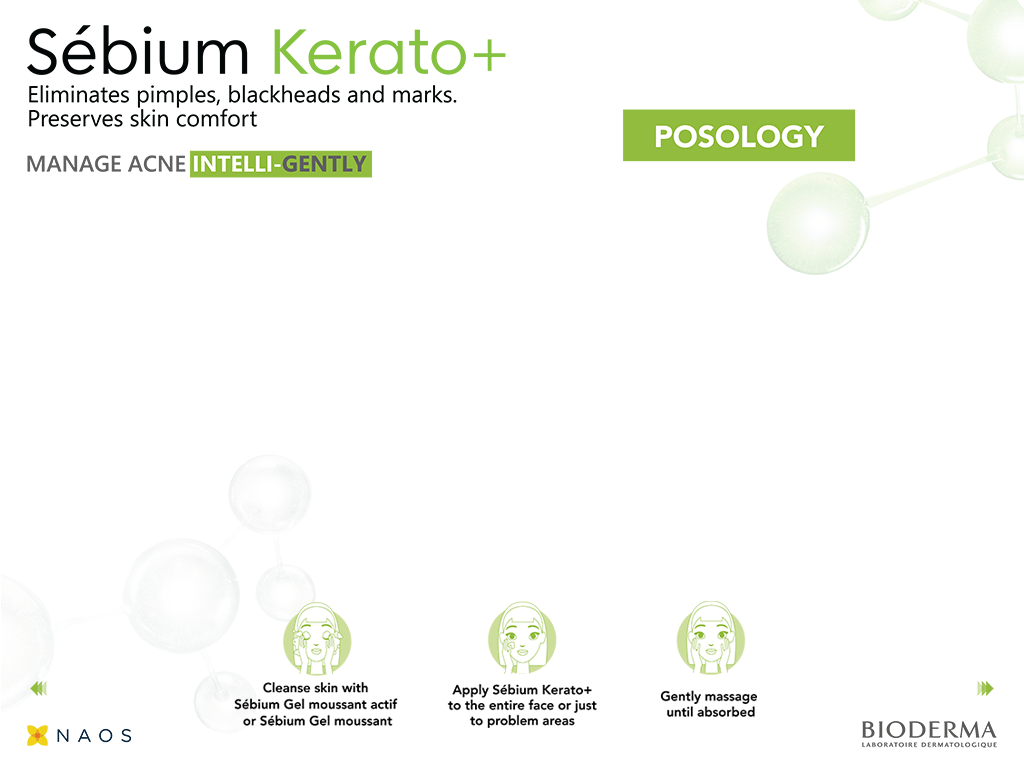 Sébium Kerato+
Eliminates pimples, blackheads and marks.
Preserves skin comfort
MANAGE ACNE INTELLI-GENTLY
POSOLOGY
Cleanse skin with
Sébium Gel moussant actif
or Sébium Gel moussant
Apply Sébium Kerato+
to the entire face or just
to problem areas
Gently massage
until absorbed
NAOS
BIODERMA
LABORATOIRE DERMATOLOGIQUE